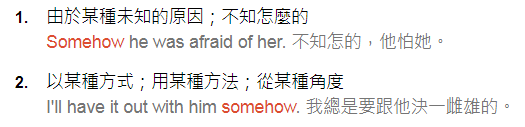 1. 由於某種未知的原因；不知怎麼的
Somehow he was afraid of her. 不知怎的，他怕她。
2. 以某種方式；用某種方法；從某種角度
I'll have it out with him somehow. 我總是要跟他決一雌雄的。